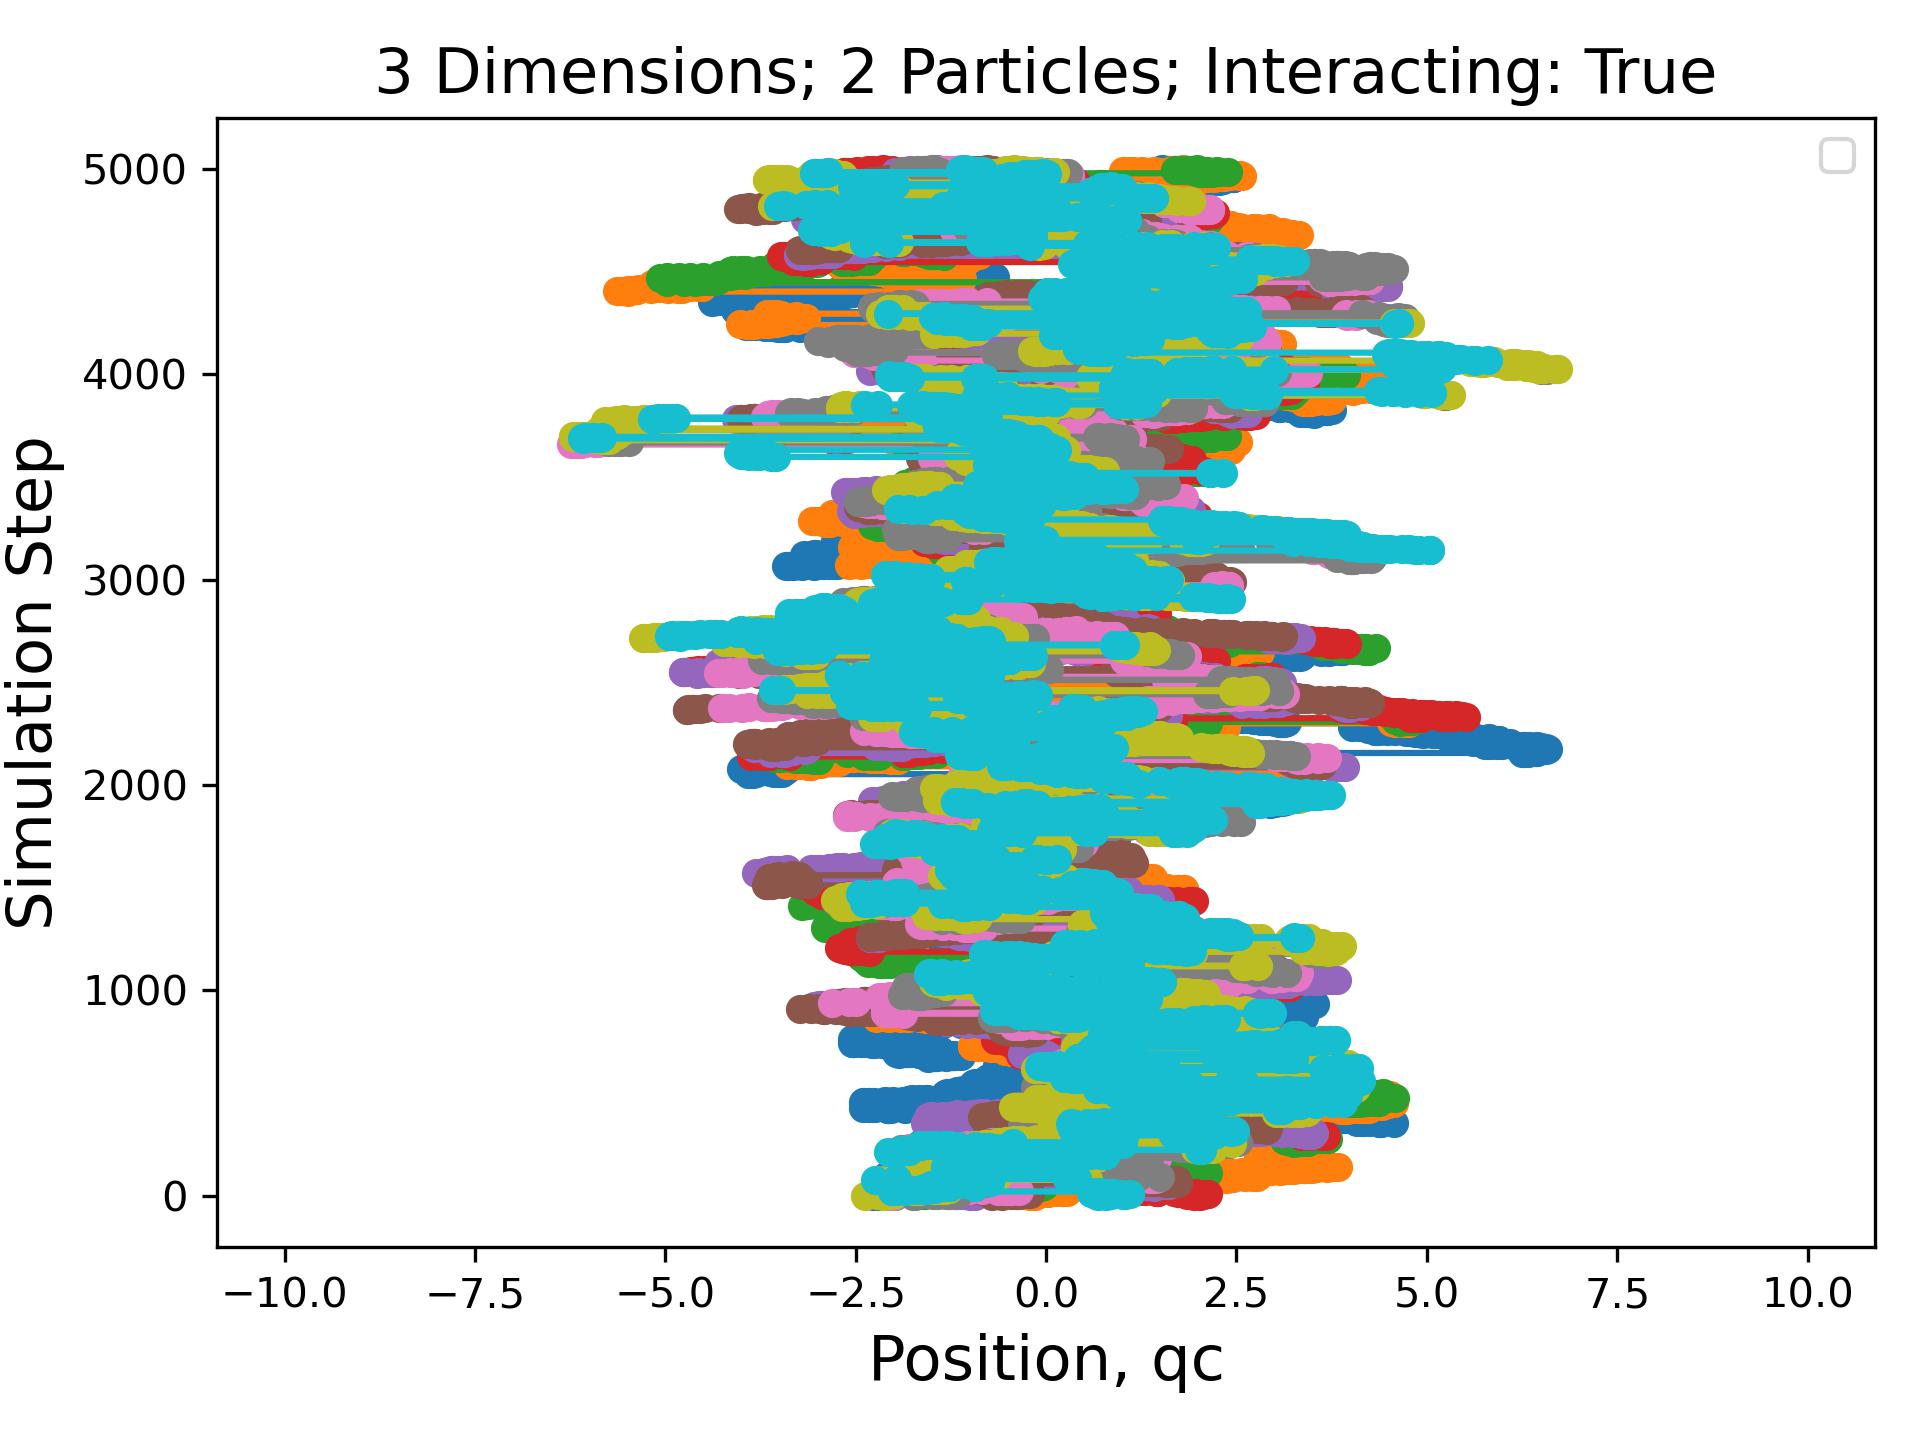 3 Dimensions; 2 Particles; Interacting: True
5000
4000
3000
2000
1000
0
Simulation Step
−10.0 −7.5 −5.0 −2.5 0.0 2.5 5.0 7.5 10.0
Position, qc